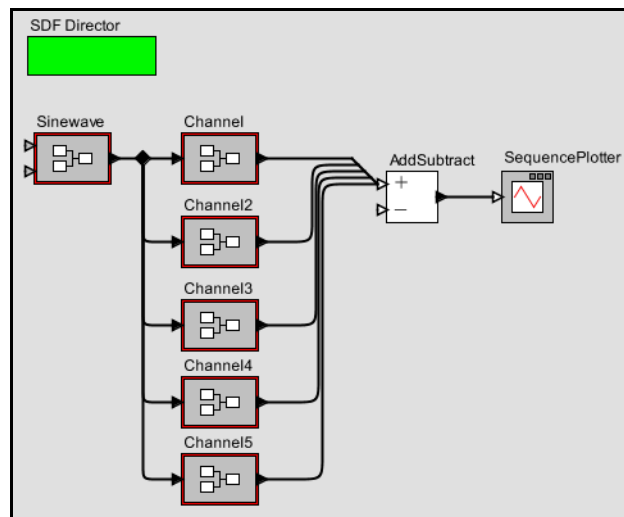 SDF Director
Sinewave
Channel
AddSubtract
SequencePlotter
+
−
Channel2
Channel3
Channel4
Channel5